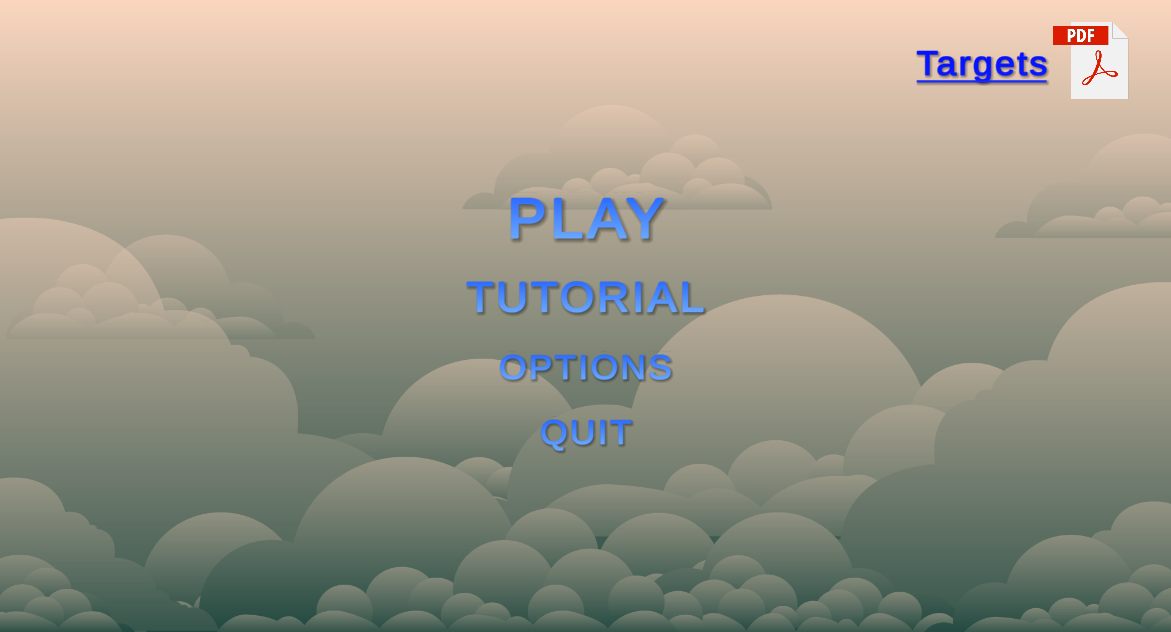 PDF
Targets
PLAY
TUTORIAL
OPTIONS
QUIT